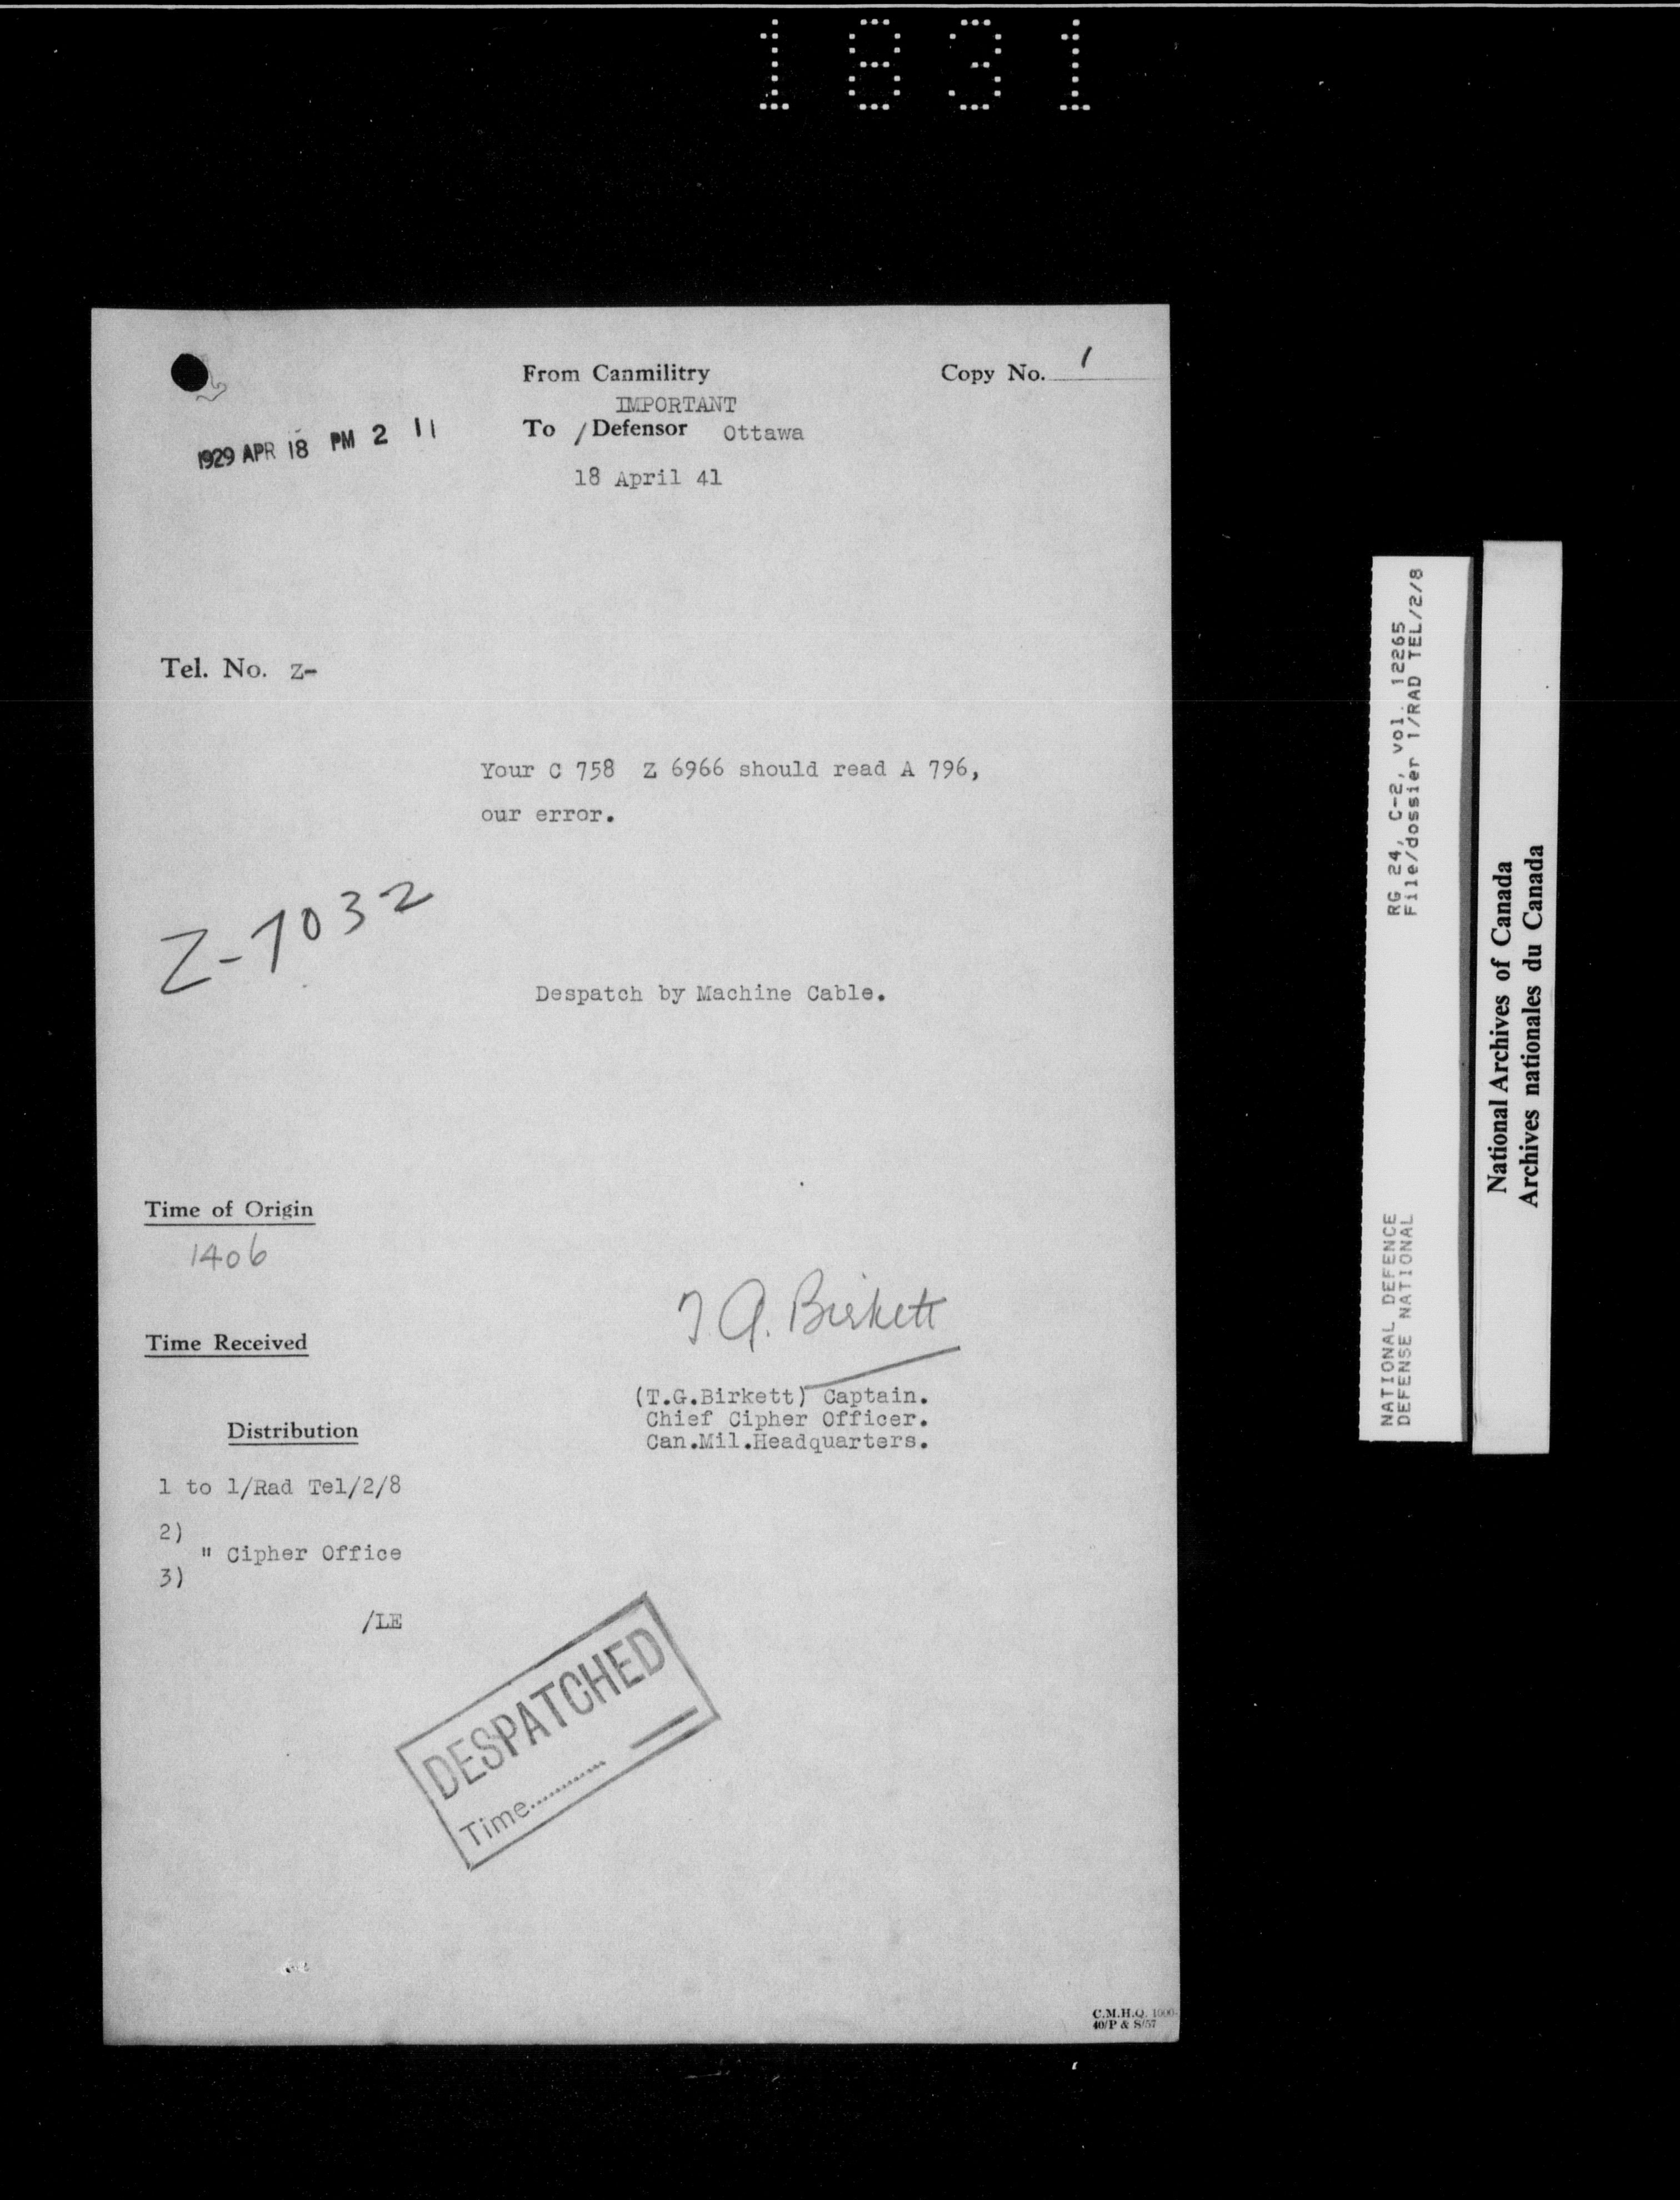 1831
From Canmilitry
Copy No. 1
IMPORTANT
To / Defensor Ottawa
1929 APR 18 PM 2 11
18 April 41
Tel. No. Z-
Your C 758 Z 6966 should read A 796,
our error.
Z-7032
Despatch by Machine Cable.
Time of Origin
1406
T. G. Birkett
Time Received
(T.G.Birkett) Captain.
Chief Cipher Officer.
Can.Mil.Headquarters.
Distribution
1 to 1/Rad Tel/2/8
2)
" Cipher Office
3)
/LE
DESPATCHED
Time............
C.M.H.Q. 1000-
40/P & S/57
RG 24, C-2, vol. 12265
File/dossier 1/RAD TEL/2/8
NATIONAL DEFENCE
DEFENSE NATIONAL
National Archives of Canada
Archives nationales du Canada